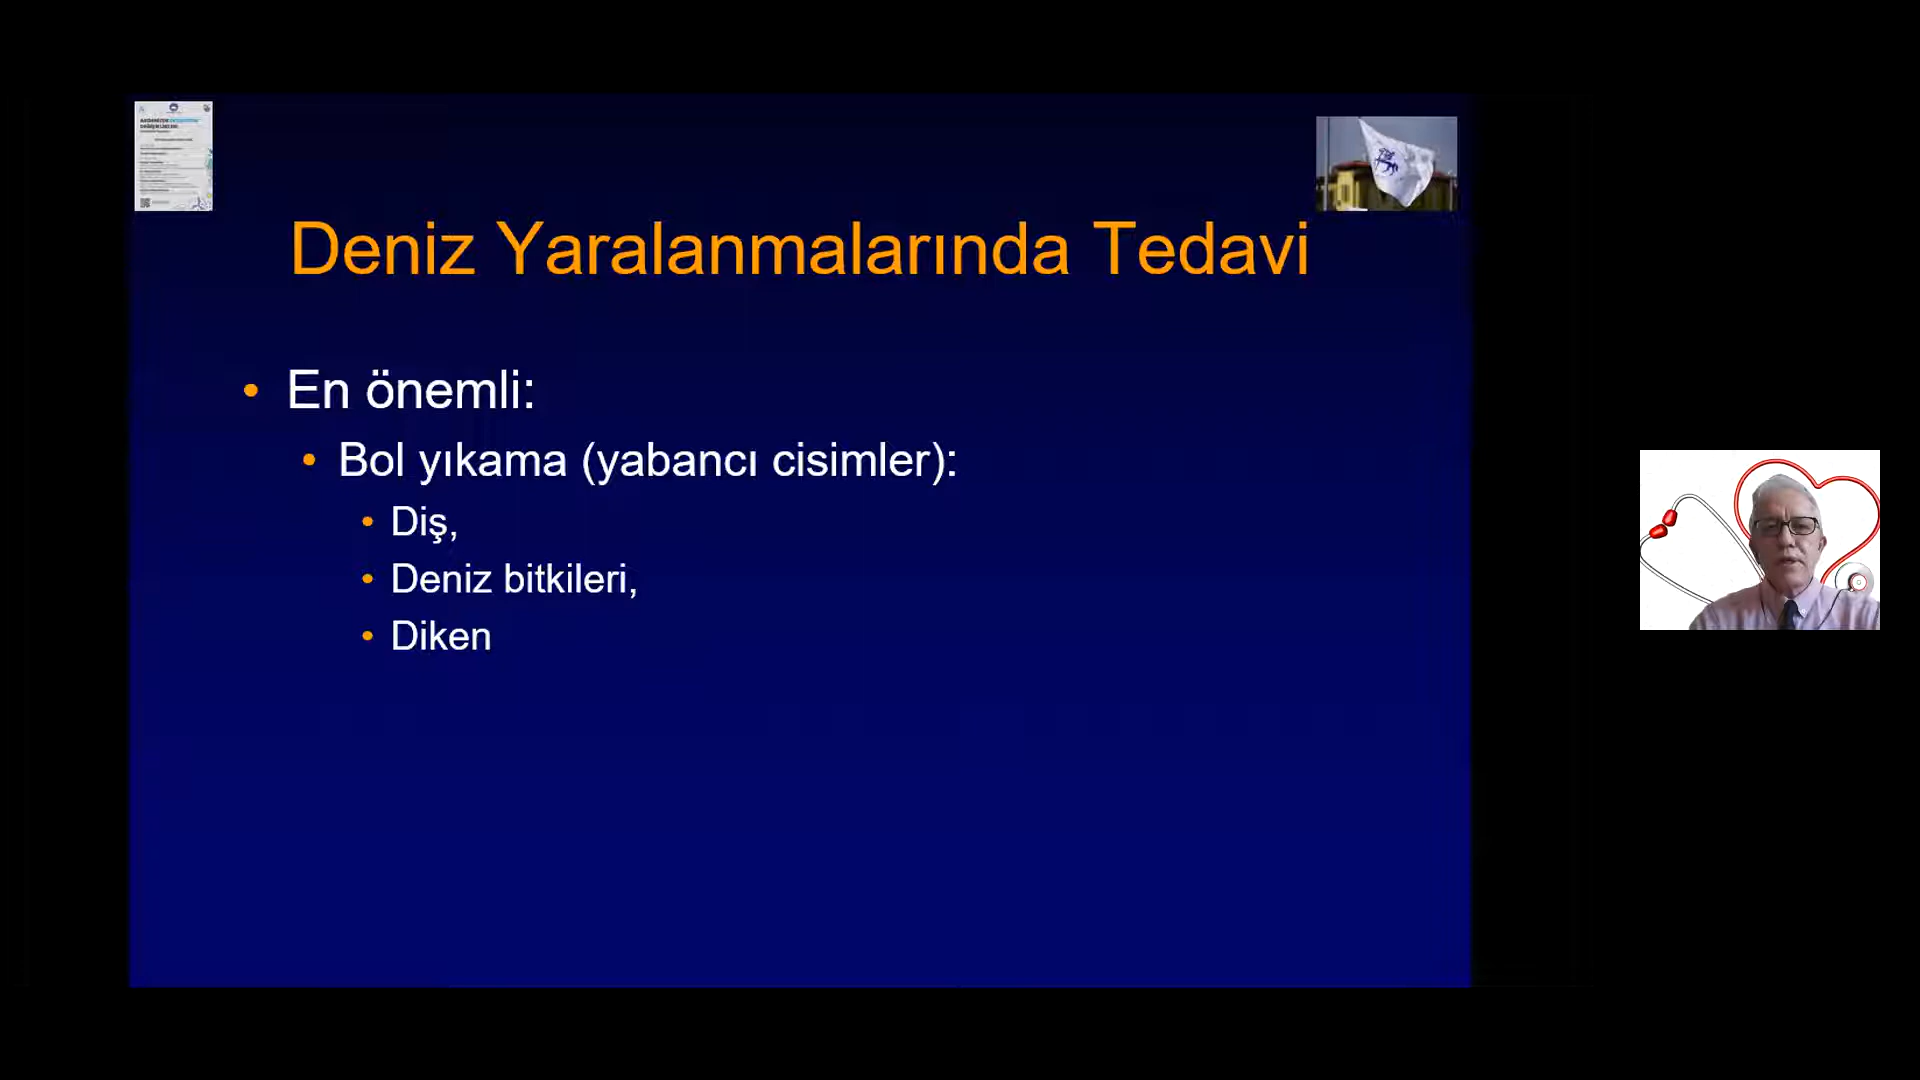 Deniz Yaralanmalarında Tedavi
En önemli:
Bol yıkama (yabancı cisimler):
Diş,
Deniz bitkileri,
Diken